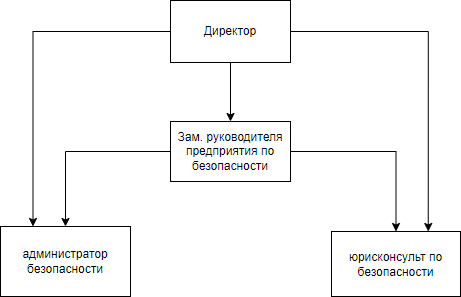 Директор
Зам. руководителя
предприятия по
безопасности
администратор
безопасности
юрисконсульт по
безопасности